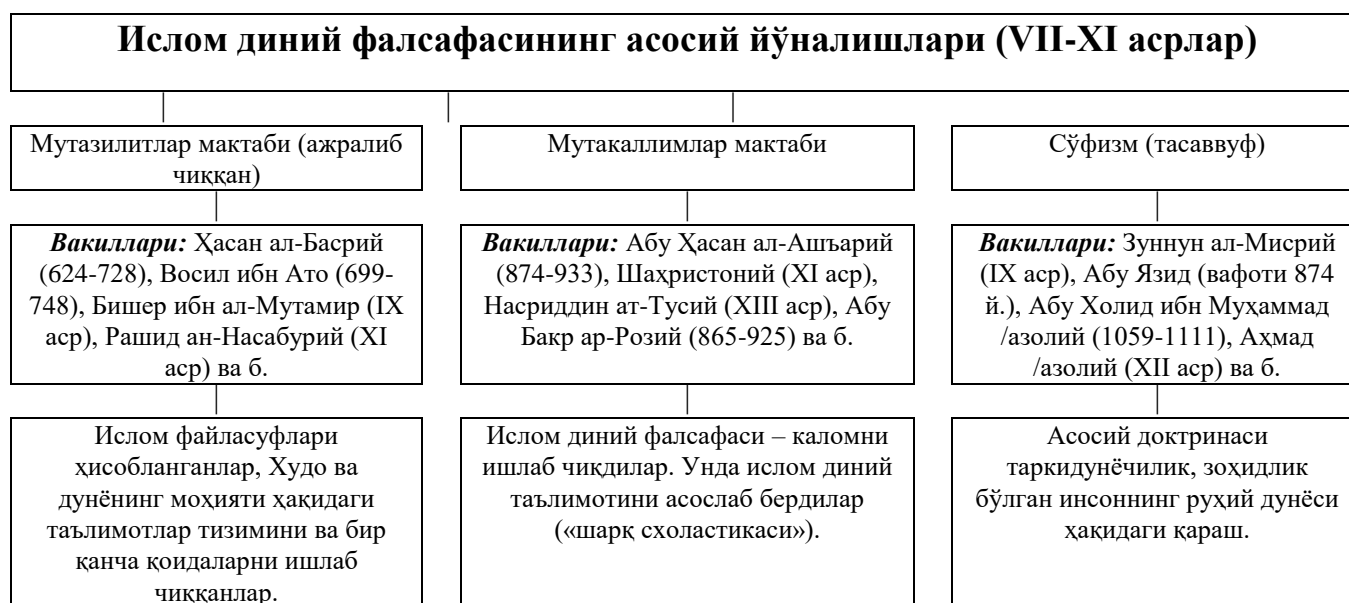 Ислом диний фалсафасининг асосий йўналишлари (VII-XI асрлар)
Мутазилитлар мактаби (ажралиб
чиққан)
Мутакаллимлар мактаби
Сўфизм (тасаввуф)
Вакиллари: Ҳасан ал-Басрий
(624-728), Восил ибн Ато (699-
748), Бишер ибн ал-Мутамир (IX
аср), Рашид ан-Насабурий (XI
аср) ва б.
Вакиллари: Абу Ҳасан ал-Ашъарий
(874-933), Шаҳристоний (XI аср),
Насриддин ат-Тусий (XIII аср), Абу
Бакр ар-Розий (865-925) ва б.
Вакиллари: Зуннун ал-Мисрий
(IX аср), Абу Язид (вафоти 874
й.), Абу Холид ибн Муҳаммад
/азолий (1059-1111), Аҳмад
/азолий (XII аср) ва б.
Ислом файласуфлари
ҳисобланганлар, Худо ва
дунёнинг моҳияти ҳақидаги
таълимотлар тизимини ва бир
қанча қоидаларни ишлаб
чиққанлар.
Ислом диний фалсафаси – каломни
ишлаб чиқдилар. Унда ислом диний
таълимотини асослаб бердилар
(«шарқ схоластикаси»).
Асосий доктринаси
таркидунёчилик, зоҳидлик
бўлган инсоннинг руҳий дунёси
ҳақидаги қараш.